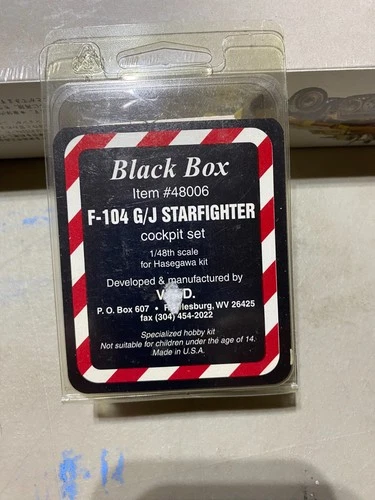 Black Box
Item #48006
F-104 G/J STARFIGHTER
cockpit set
1/48th scale
for Hasegawa kit
Developed & manufactured by
P. O. Box 607 • WV 26425
fax (304) 454-2022
Specialized hobby kit
Not suitable for children under the age of 14.
Made in U.S.A.